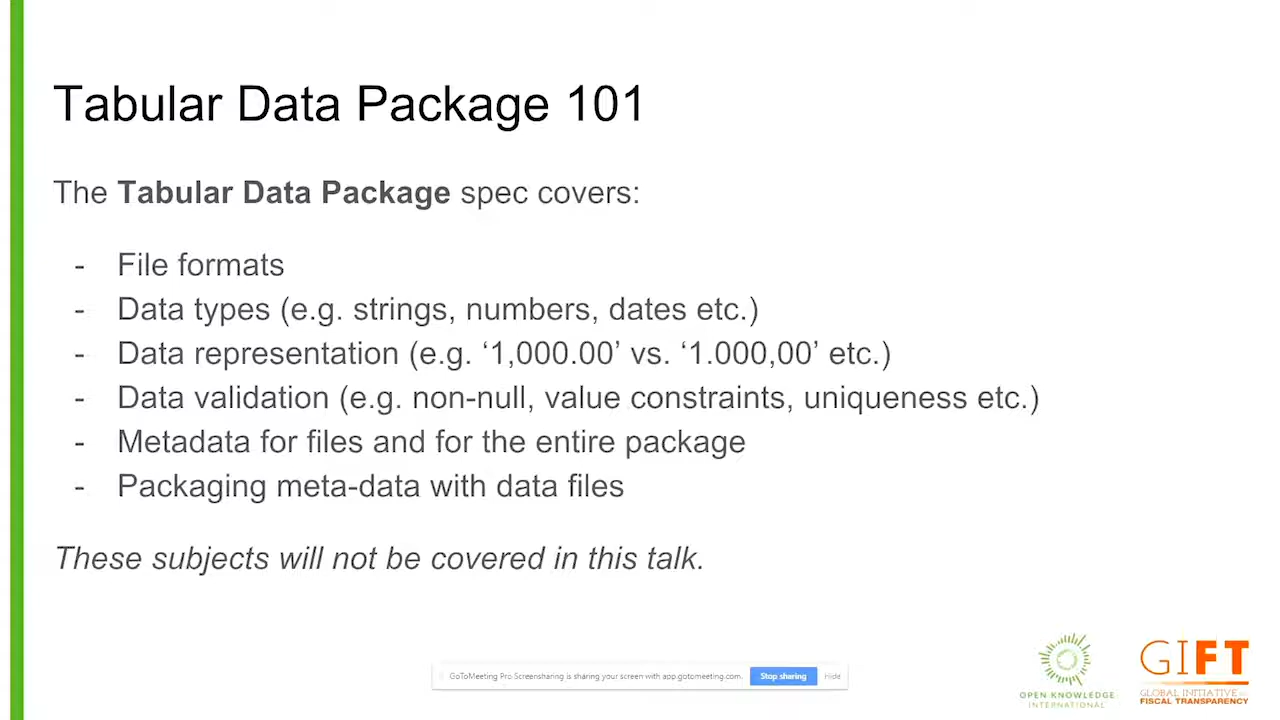 Tabular Data Package 101
The Tabular Data Package spec covers:
- File formats
- Data types (e.g. strings, numbers, dates etc.)
- Data representation (e.g. ‘1,000.00’ vs. ‘1.000,00’ etc.)
- Data validation (e.g. non-null, value constraints, uniqueness etc.)
- Metadata for files and for the entire package
- Packaging meta-data with data files
These subjects will not be covered in this talk.
GoToMeeting Pro Screensharing is sharing your screen with app.gotomeeting.com. Stop sharing Hide
OPEN KNOWLEDGE
INTERNATIONAL
GIFT
GLOBAL INITIATIVE
FISCAL TRANSPARENCY